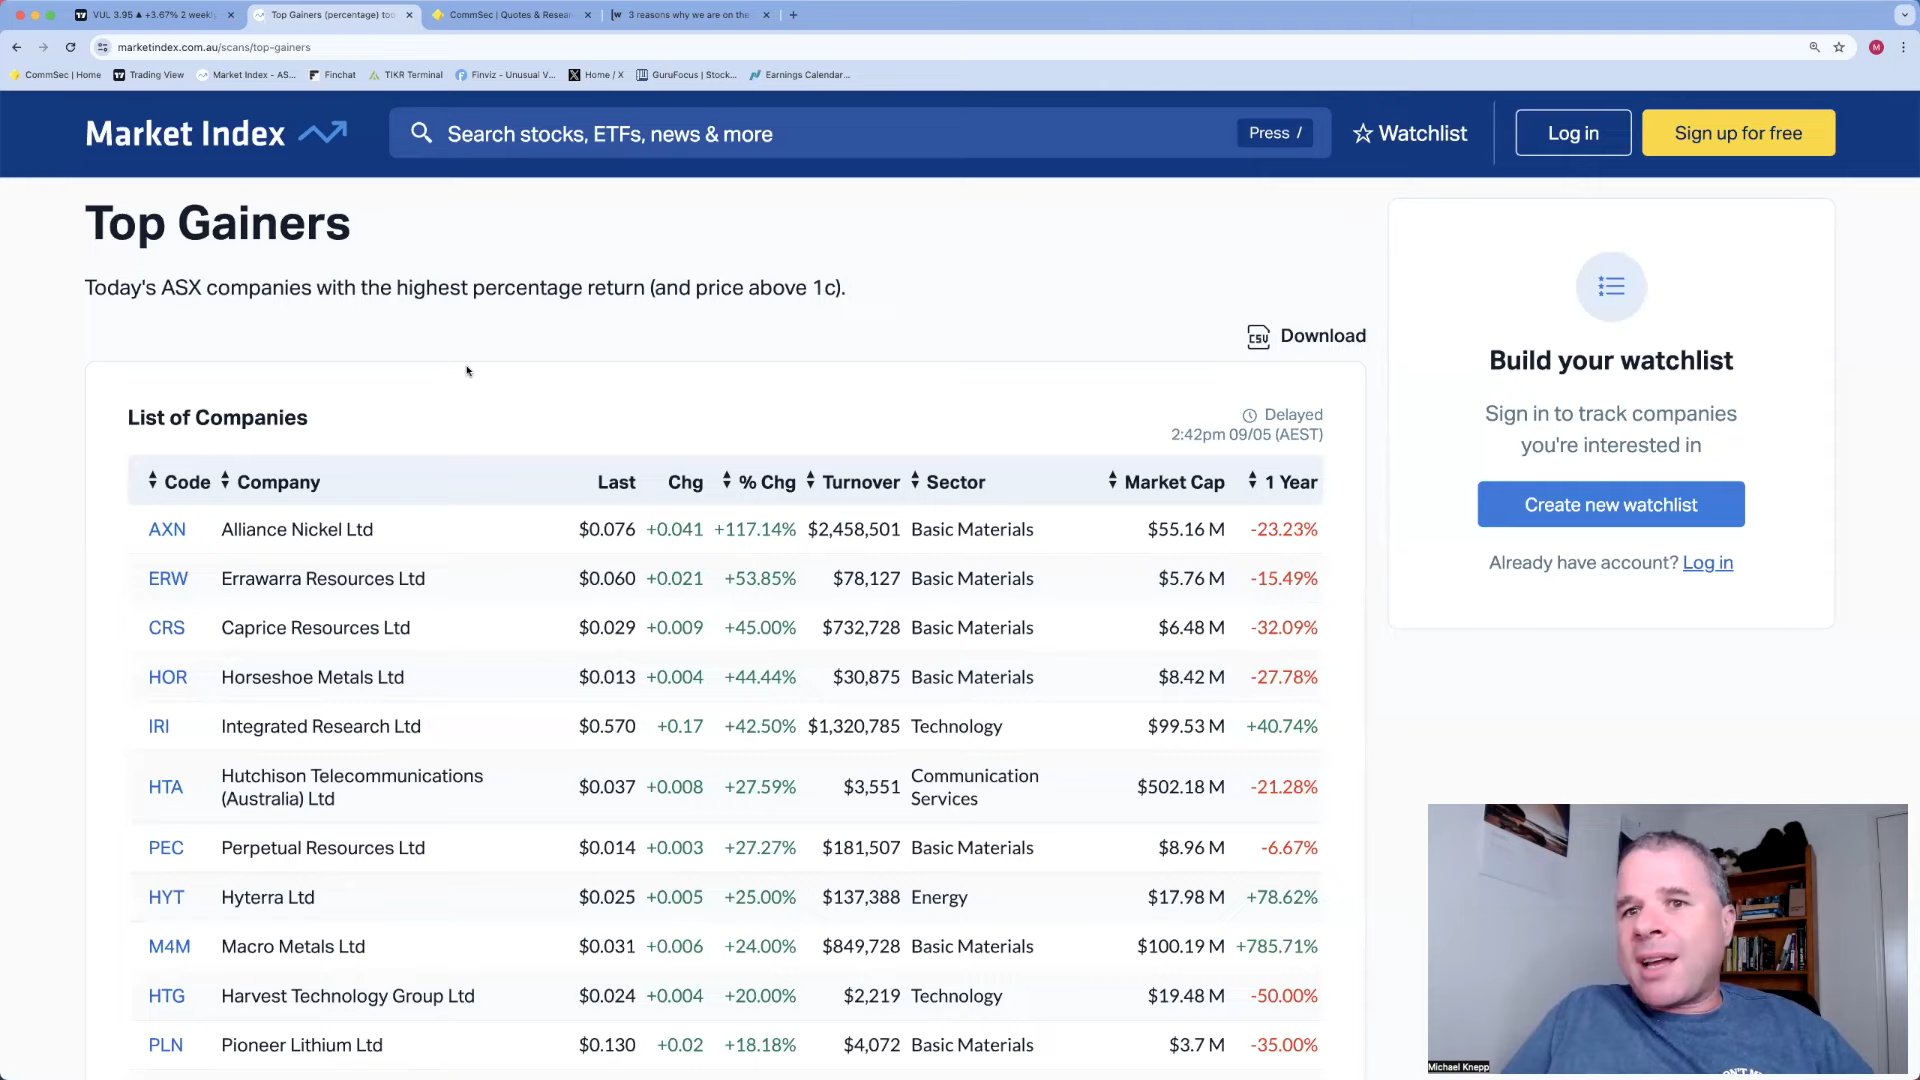 VUL 3.95 ▲ +3.67% 2 weekl
Top Gainers (percentage) tod
CommSec | Quotes & Resear
3 reasons why we are on the
marketindex.com.au/scans/top-gainers
M
CommSec | Home
Trading View
Market Index - AS...
Finchat
TIKR Terminal
Finviz - Unusual V...
Home / X
GuruFocus | Stock...
Earnings Calendar...
Market Index
Search stocks, ETFs, news & more
Press /
Watchlist
Log in
Sign up for free
Top Gainers
Today's ASX companies with the highest percentage return (and price above 1c).
CSV Download
List of Companies
Delayed
2:42pm 09/05 (AEST)
Code Company Last Chg % Chg Turnover Sector Market Cap 1 Year
AXN Alliance Nickel Ltd $0.076 +0.041 +117.14% $2,458,501 Basic Materials $55.16 M -23.23%
ERW Errawarra Resources Ltd $0.060 +0.021 +53.85% $78,127 Basic Materials $5.76 M -15.49%
CRS Caprice Resources Ltd $0.029 +0.009 +45.00% $732,728 Basic Materials $6.48 M -32.09%
HOR Horseshoe Metals Ltd $0.013 +0.004 +44.44% $30,875 Basic Materials $8.42 M -27.78%
IRI Integrated Research Ltd $0.570 +0.17 +42.50% $1,320,785 Technology $99.53 M +40.74%
HTA Hutchison Telecommunications (Australia) Ltd $0.037 +0.008 +27.59% $3,551 Communication Services $502.18 M -21.28%
PEC Perpetual Resources Ltd $0.014 +0.003 +27.27% $181,507 Basic Materials $8.96 M -6.67%
HYT Hyterra Ltd $0.025 +0.005 +25.00% $137,388 Energy $17.98 M +78.62%
M4M Macro Metals Ltd $0.031 +0.006 +24.00% $849,728 Basic Materials $100.19 M +785.71%
HTG Harvest Technology Group Ltd $0.024 +0.004 +20.00% $2,219 Technology $19.48 M -50.00%
PLN Pioneer Lithium Ltd $0.130 +0.02 +18.18% $4,072 Basic Materials $3.7 M -35.00%
Build your watchlist
Sign in to track companies
you're interested in
Create new watchlist
Already have account? Log in
Michael Knepp